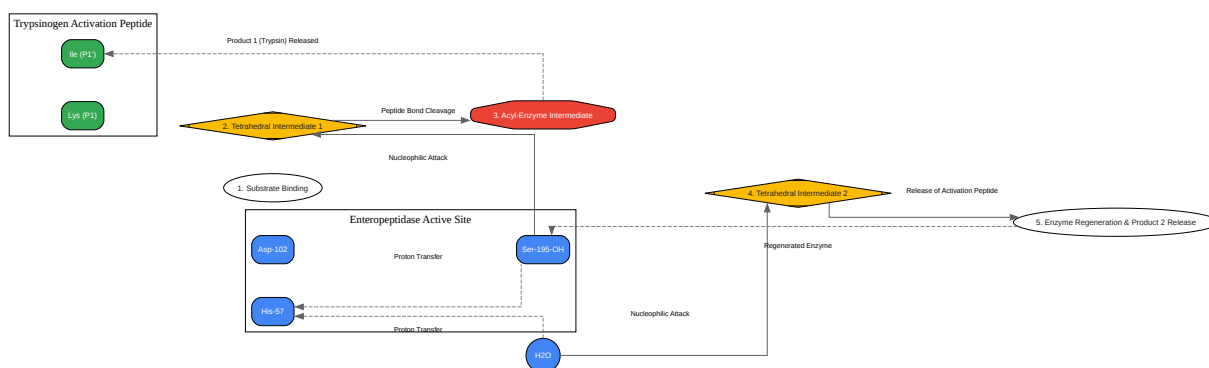 Trypsinogen Activation Peptide
Product 1 (Trypsin) Released
Ile (P1')
Lys (P1)
Peptide Bond Cleavage
3. Acyl-Enzyme Intermediate
2. Tetrahedral Intermediate 1
Nucleophilic Attack
1. Substrate Binding
4. Tetrahedral Intermediate 2
Release of Activation Peptide
Enteropeptidase Active Site
5. Enzyme Regeneration & Product 2 Release
Asp-102
Ser-195-OH
Regenerated Enzyme
Proton Transfer
His-57
Nucleophilic Attack
Proton Transfer
H2O